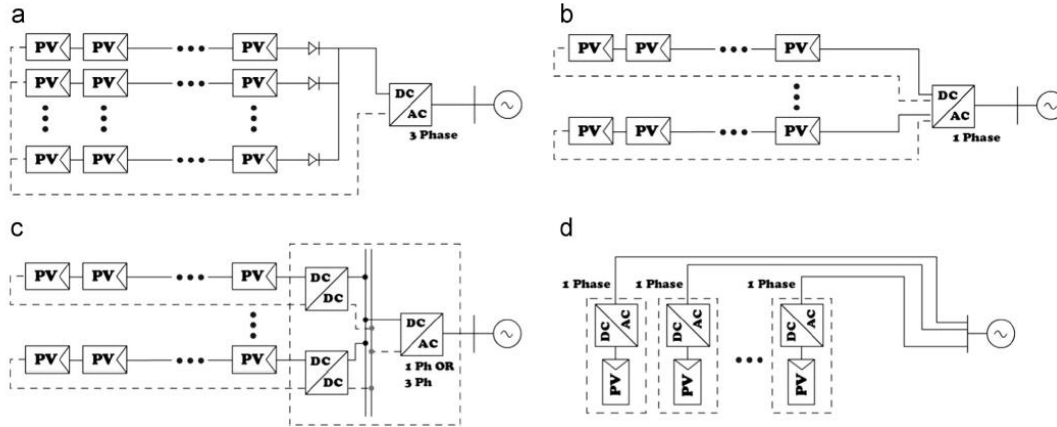 a
PV PV PV
PV PV PV
PV PV PV
DC
AC
3 Phase
b
PV PV PV
PV PV PV
DC
AC
1 Phase
c
PV PV PV
PV PV PV
DC
DC
DC
DC
DC
AC
1 Ph OR
3 Ph
d
1 Phase 1 Phase 1 Phase
DC AC DC AC DC AC
PV PV PV